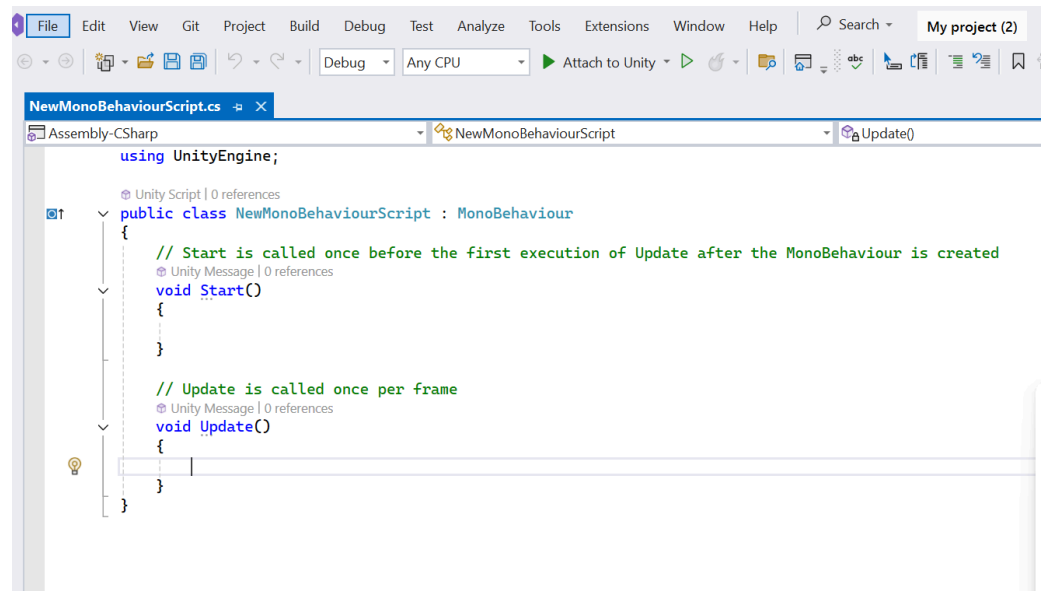 File Edit View Git Project Build Debug Test Analyze Tools Extensions Window Help Search My project (2)
Debug Any CPU Attach to Unity abc
NewMonoBehaviourScript.cs
Assembly-CSharp NewMonoBehaviourScript Update()
using UnityEngine;
Unity Script | 0 references
public class NewMonoBehaviourScript : MonoBehaviour
{
// Start is called once before the first execution of Update after the MonoBehaviour is created
Unity Message | 0 references
void Start()
{
}
// Update is called once per frame
Unity Message | 0 references
void Update()
{
}
}